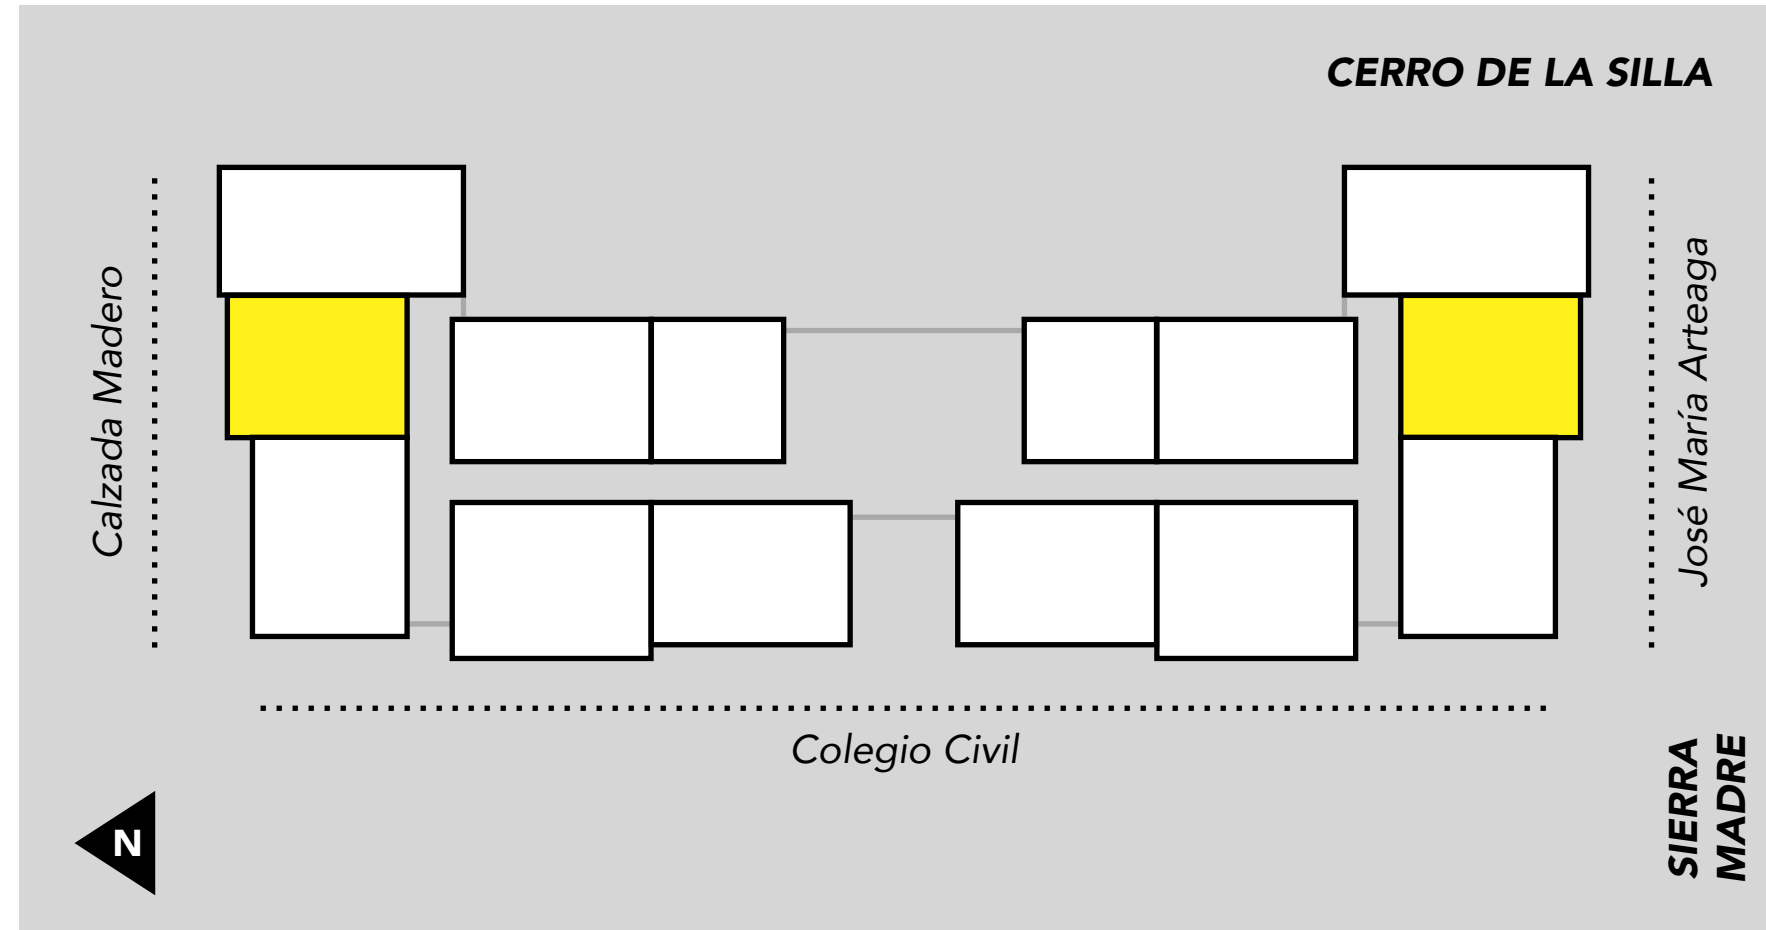 CERRO DE LA SILLA
Calzada Madero
José María Arteaga
Colegio Civil
N
SIERRA
MADRE